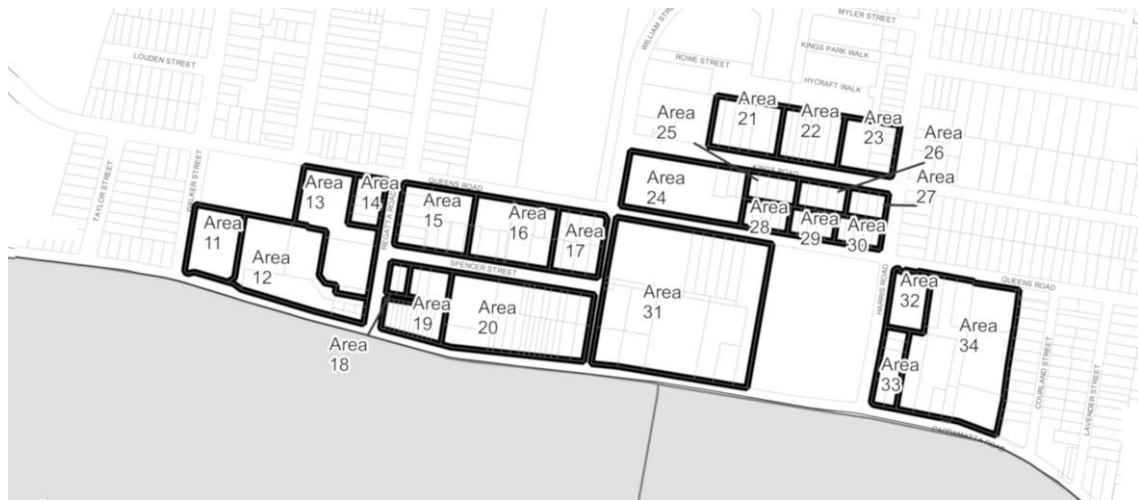 MYLER STREET
WILLIAM STR
KINGS PARK WALK
LOUDEN STREET
ROWE STREET
HYCRAFT WALK
Area
21
Area
22
Area
23
Area
25
Area
26
KINGS ROAD
Area
27
TAYLOR STREET
WALKER STREET
Area
13
Area
14
QUEENS ROAD
Area
24
REGATTA ROAD
Area
15
Area
16
Area
17
Area
28
Area
29
Area
30
Area
11
Area
12
SPENCER STREET
Area
18
Area
19
Area
20
Area
31
HARRIS ROAD
QUEENS ROAD
Area
32
Area
33
Area
34
COURLAND STREET
LAVENDER STREET
PARRAMATTA ROAD